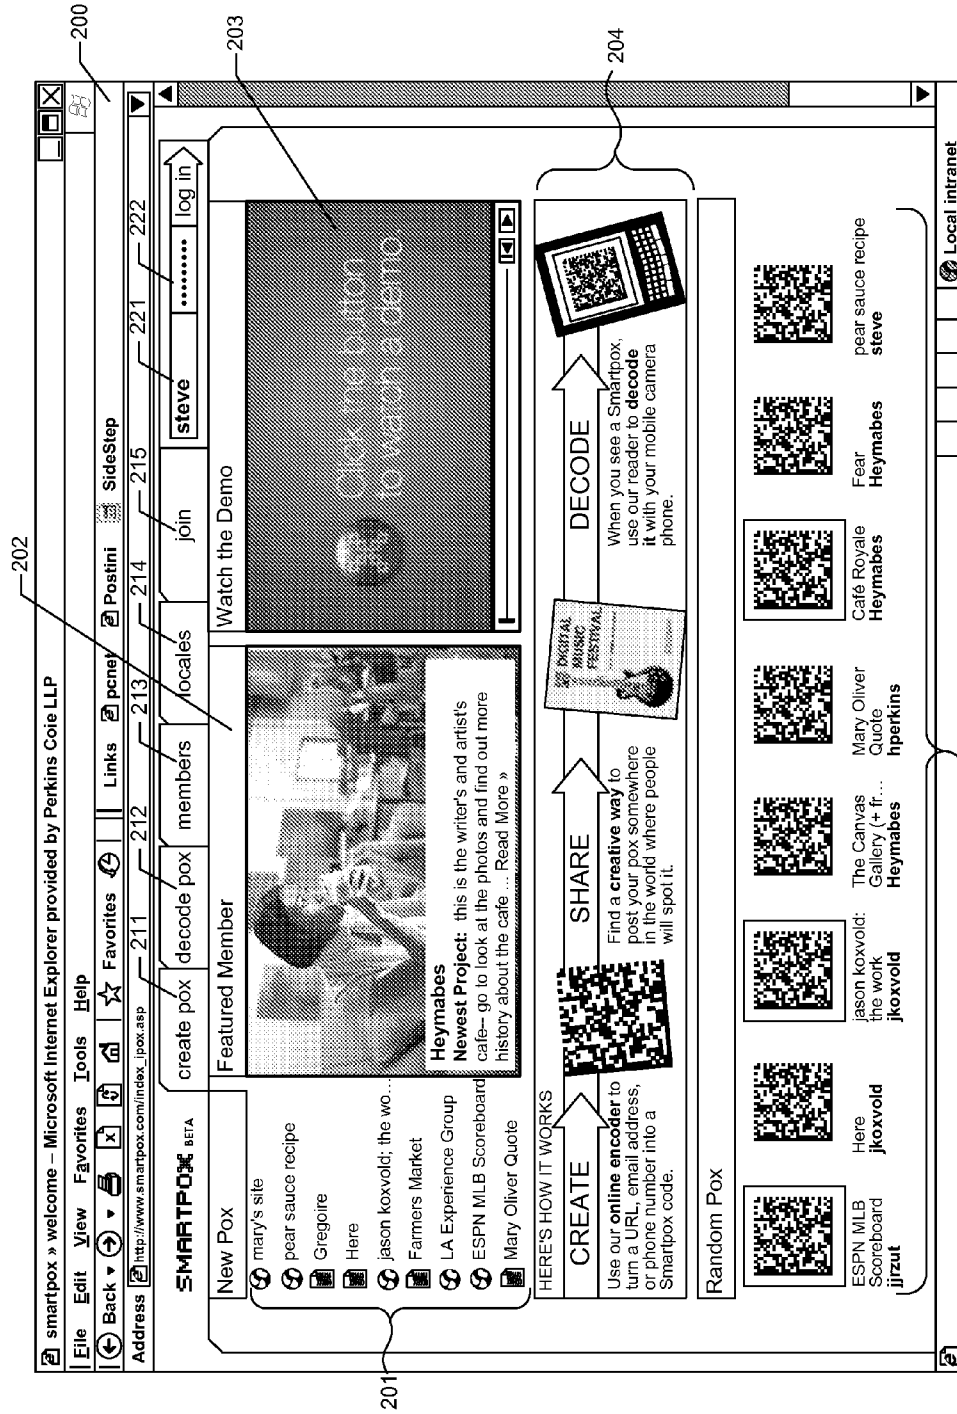 202
smartpox » welcome – Microsoft Internet Explorer provided by Perkins Coie LLP
File Edit View Favorites Tools Help
Back Favorites Links pcnet Postini SideStep
200
Address http://www.smartpox.com/index_ipox.asp
211 212 213 214 215 221 222
SMARTPOX BETA
create pox decode pox members locales join steve ••••••••• log in
New Pox
mary's site
pear sauce recipe
Gregoire
Here
jason koxvold; the wo...
Farmers Market
LA Experience Group
ESPN MLB Scoreboard
Mary Oliver Quote
201
Featured Member
Heymabes
Newest Project: this is the writer's and artist's
cafe-- go to look at the photos and find out more
history about the cafe ... Read More »
Watch the Demo
Click this button
to watch a demo
203
HERE'S HOW IT WORKS
CREATE
Use our online encoder to
turn a URL, email address,
or phone number into a
Smartpox code.
SHARE
Find a creative way to
post your pox somewhere
in the world where people
will spot it.
DIGITAL
MUSIC
FESTIVAL
DECODE
When you see a Smartpox,
use our reader to decode
it with your mobile camera
phone.
204
Random Pox
ESPN MLB
Scoreboard
jjrzut
Here
jkoxvold
jason koxvold:
the work
jkoxvold
The Canvas
Gallery (+ fr...
Heymabes
Mary Oliver
Quote
hperkins
Café Royale
Heymabes
Fear
Heymabes
pear sauce recipe
steve
Local intranet